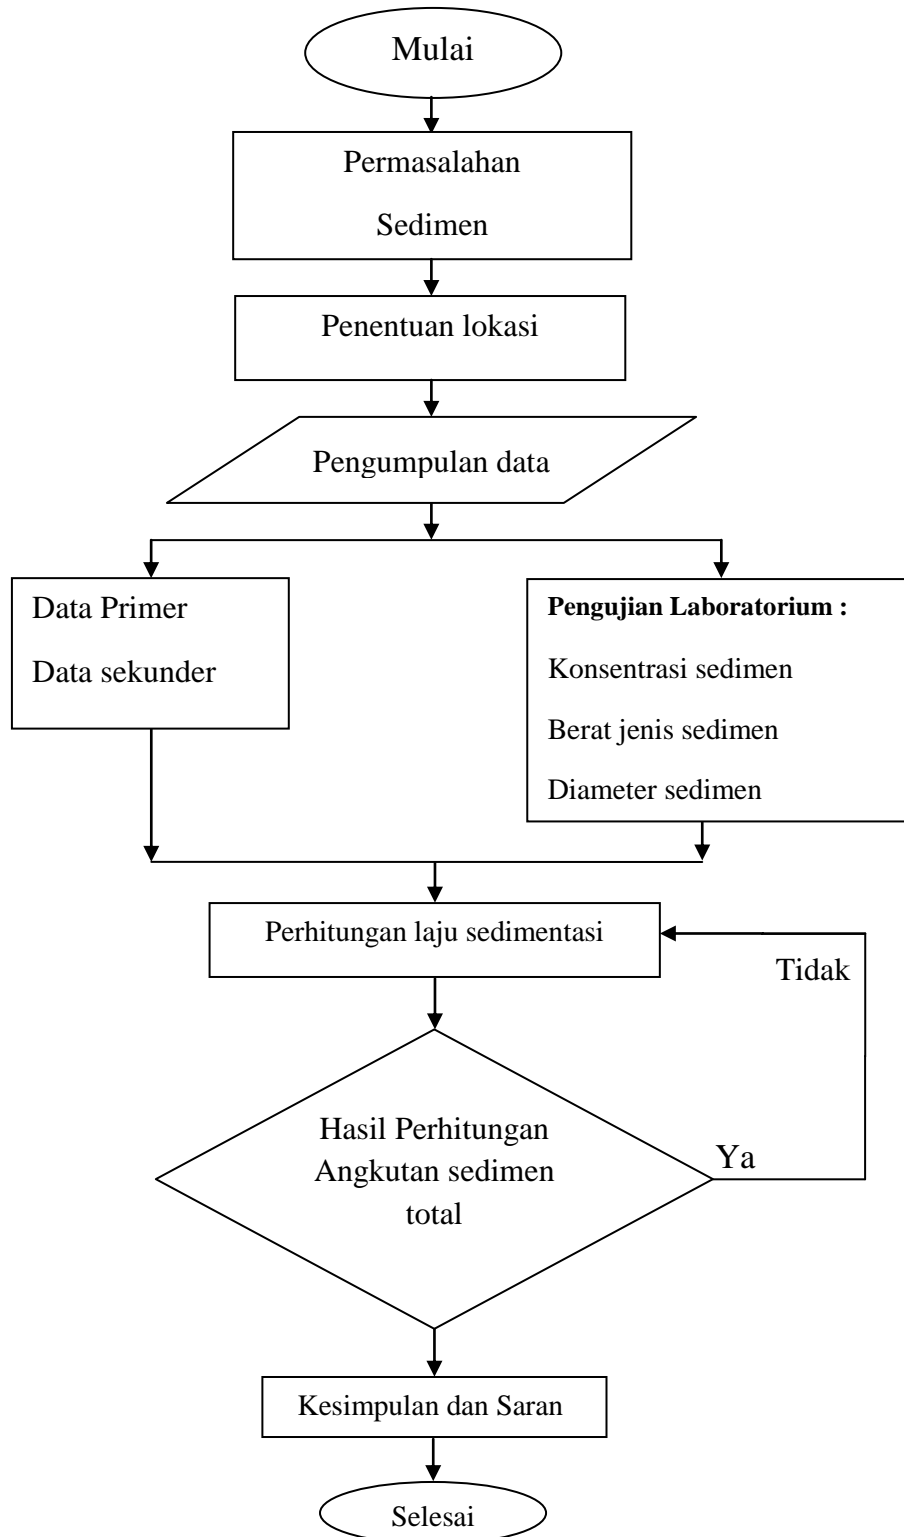 Mulai
Permasalahan
Sedimen
Penentuan lokasi
Pengumpulan data
Data Primer
Data sekunder
Pengujian Laboratorium :
Konsentrasi sedimen
Berat jenis sedimen
Diameter sedimen
Perhitungan laju sedimentasi
Tidak
Hasil Perhitungan
Angkutan sedimen
total
Ya
Kesimpulan dan Saran
Selesai